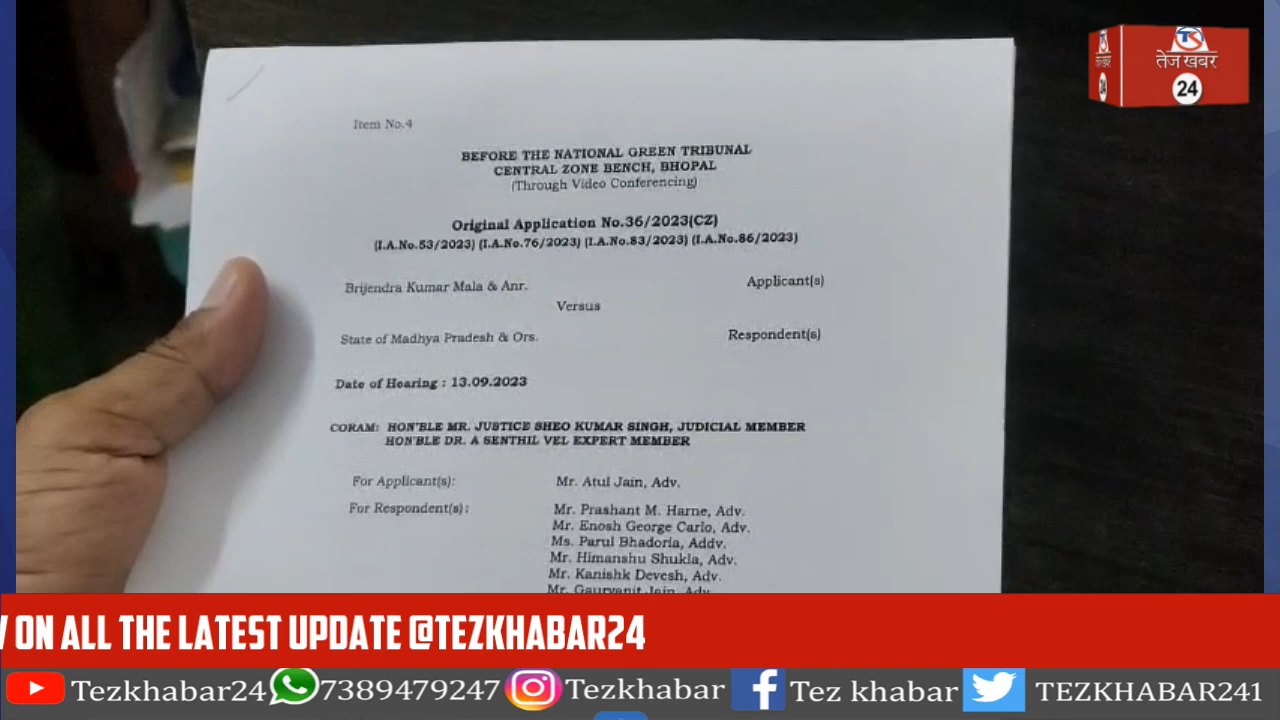 Item No.4
BEFORE THE NATIONAL GREEN TRIBUNAL
CENTRAL ZONE BENCH, BHOPAL
(Through Video Conferencing)
Original Application No.36/2023(CZ)
(I.A.No.53/2023) (I.A.No.76/2023) (I.A.No.83/2023) (I.A.No.86/2023)
Brijendra Kumar Mala & Anr. Applicant(s)
Versus
State of Madhya Pradesh & Ors. Respondent(s)
Date of Hearing : 13.09.2023
CORAM: HON'BLE MR. JUSTICE SHEO KUMAR SINGH, JUDICIAL MEMBER
HON'BLE DR. A SENTHIL VEL EXPERT MEMBER
For Applicant(s): Mr. Atul Jain, Adv.
For Respondent(s): Mr. Prashant M. Harne, Adv.
Mr. Enosh George Carlo, Adv.
Ms. Parul Bhadoria, Addv.
Mr. Himanshu Shukla, Adv.
Mr. Kanishk Devesh, Adv.
Mr. Gaurvanit Jain, Adv.
TK
तेज खबर
24
ON ALL THE LATEST UPDATE @TEZKHABAR24
Tezkhabar24 7389479247 Tezkhabar Tez khabar TEZKHABAR241